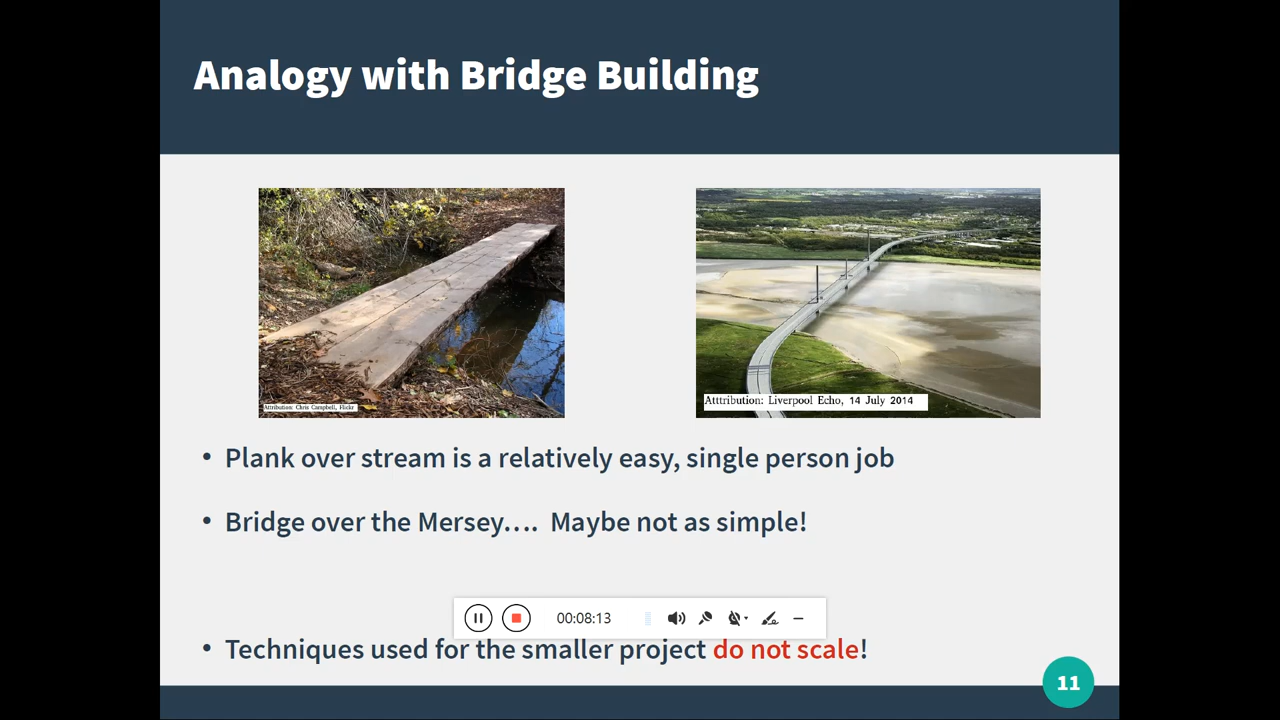 Analogy with Bridge Building
Attribution: Chris Campbell, Flickr
Atttribution: Liverpool Echo, 14 July 2014
• Plank over stream is a relatively easy, single person job
• Bridge over the Mersey…. Maybe not as simple!
00:08:13
• Techniques used for the smaller project do not scale!
11